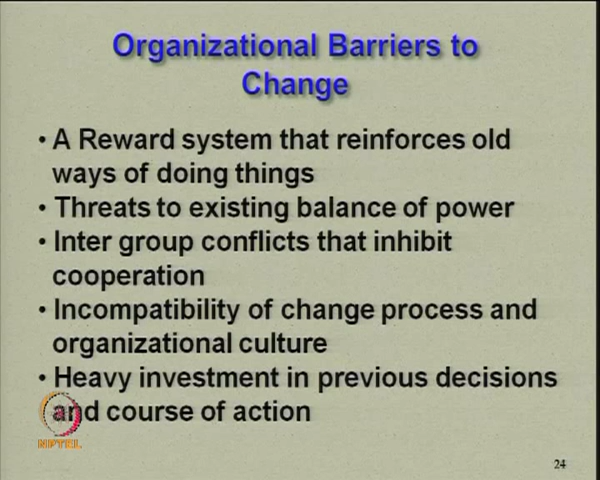 Organizational Barriers to
Change
• A Reward system that reinforces old
ways of doing things
• Threats to existing balance of power
• Inter group conflicts that inhibit
cooperation
• Incompatibility of change process and
organizational culture
• Heavy investment in previous decisions
and course of action
NPTEL
24